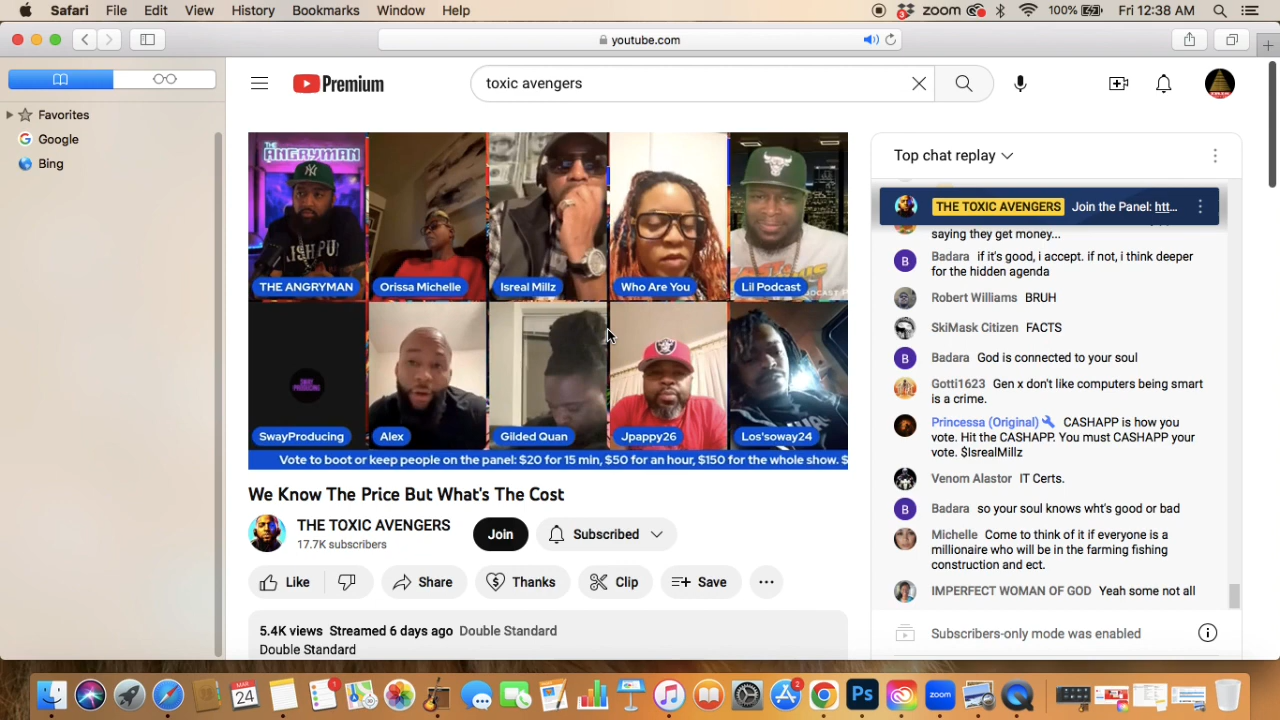 Safari File Edit View History Bookmarks Window Help
3 zoom 100% Fri 12:38 AM
youtube.com
Favorites
Google
Bing
Premium
toxic avengers
THE ANGRYMAN
THE ANGRYMAN Orissa Michelle Isreal Millz Who Are You Lil Podcast
SwayProducing Alex Gilded Quan Jpappy26 Los'soway24
Vote to boot or keep people on the panel: $20 for 15 min, $50 for an hour, $150 for the whole show. $
We Know The Price But What's The Cost
THE TOXIC AVENGERS
17.7K subscribers
Join
Subscribed
Like
Share
Thanks
Clip
Save
5.4K views Streamed 6 days ago Double Standard
Double Standard
Top chat replay
THE TOXIC AVENGERS Join the Panel: htt...
saying they get money...
Badara if it's good, i accept. if not, i think deeper
for the hidden agenda
Robert Williams BRUH
SkiMask Citizen FACTS
B Badara God is connected to your soul
Gotti1623 Gen x don't like computers being smart
is a crime.
Princessa (Original) CASHAPP is how you
vote. Hit the CASHAPP. You must CASHAPP your
vote. $IsrealMillz
Venom Alastor IT Certs.
B Badara so your soul knows wht's good or bad
Michelle Come to think of it if everyone is a
millionaire who will be in the farming fishing
construction and ect.
IMPERFECT WOMAN OF GOD Yeah some not all
Subscribers-only mode was enabled
MAR
24
1
2
Ps
zoom